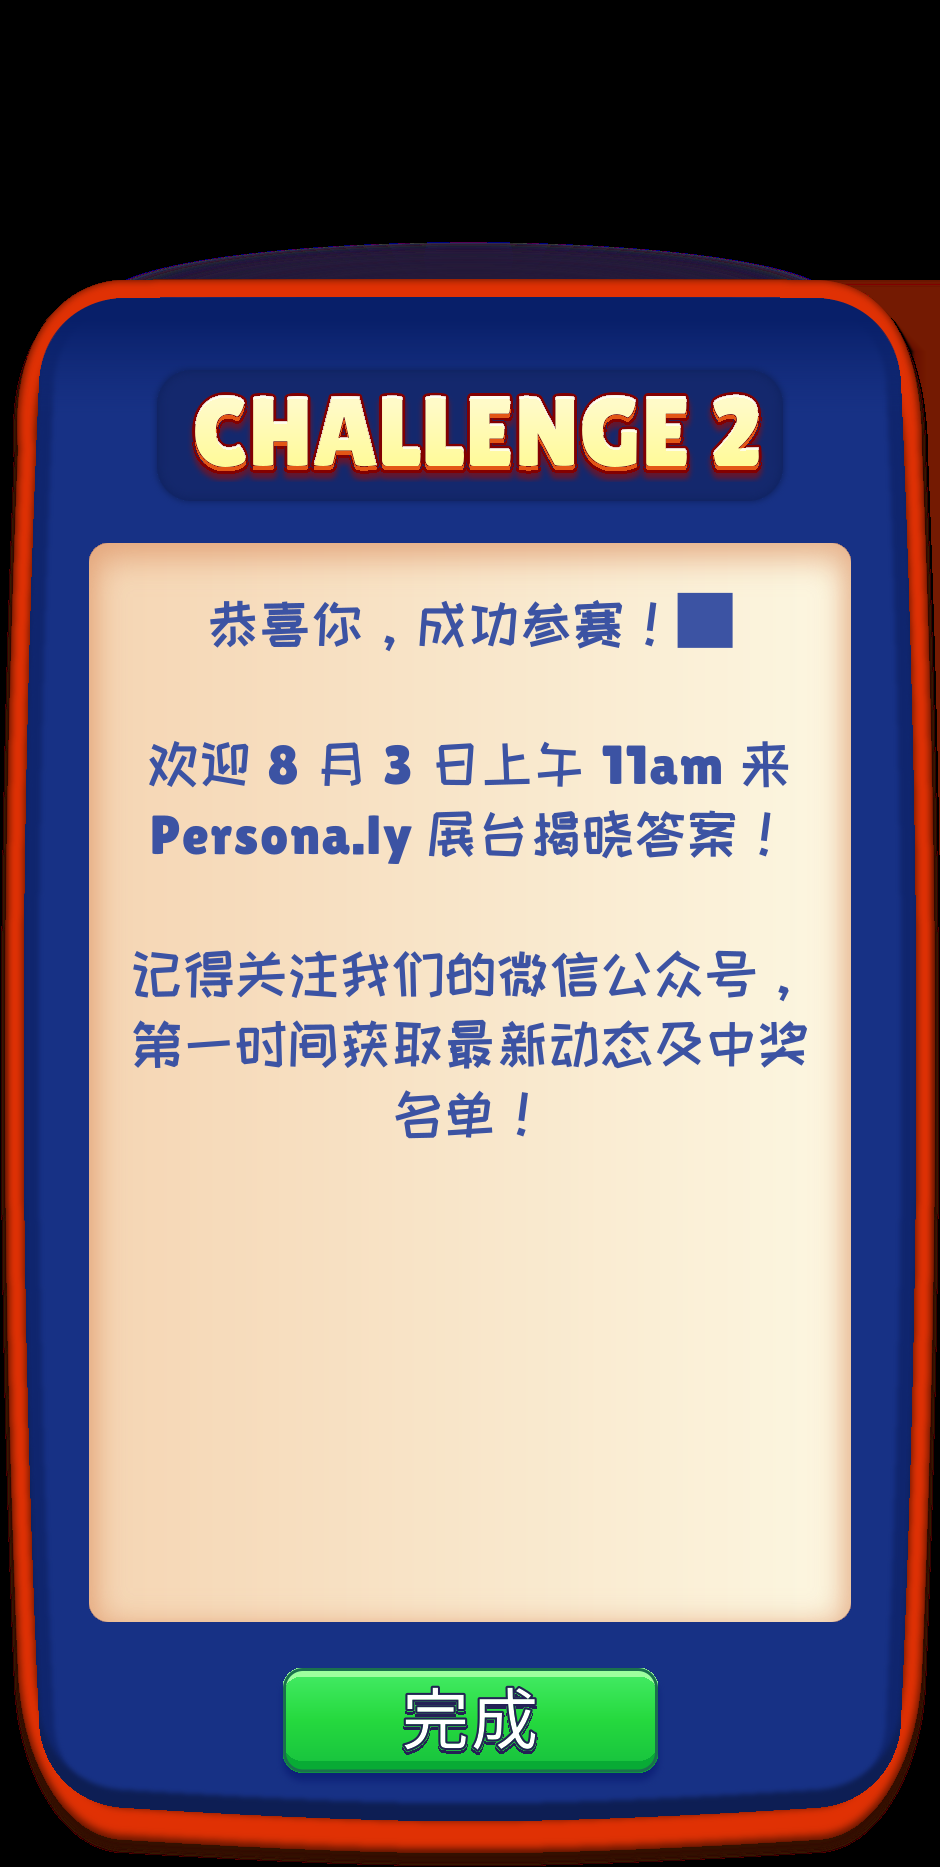 CHALLENGE 2
恭喜你，成功参赛！
欢迎 8 月 3 日上午 11am 来
Persona.ly 展台揭晓答案！
记得关注我们的微信公众号，
第一时间获取最新动态及中奖
名单！
完成